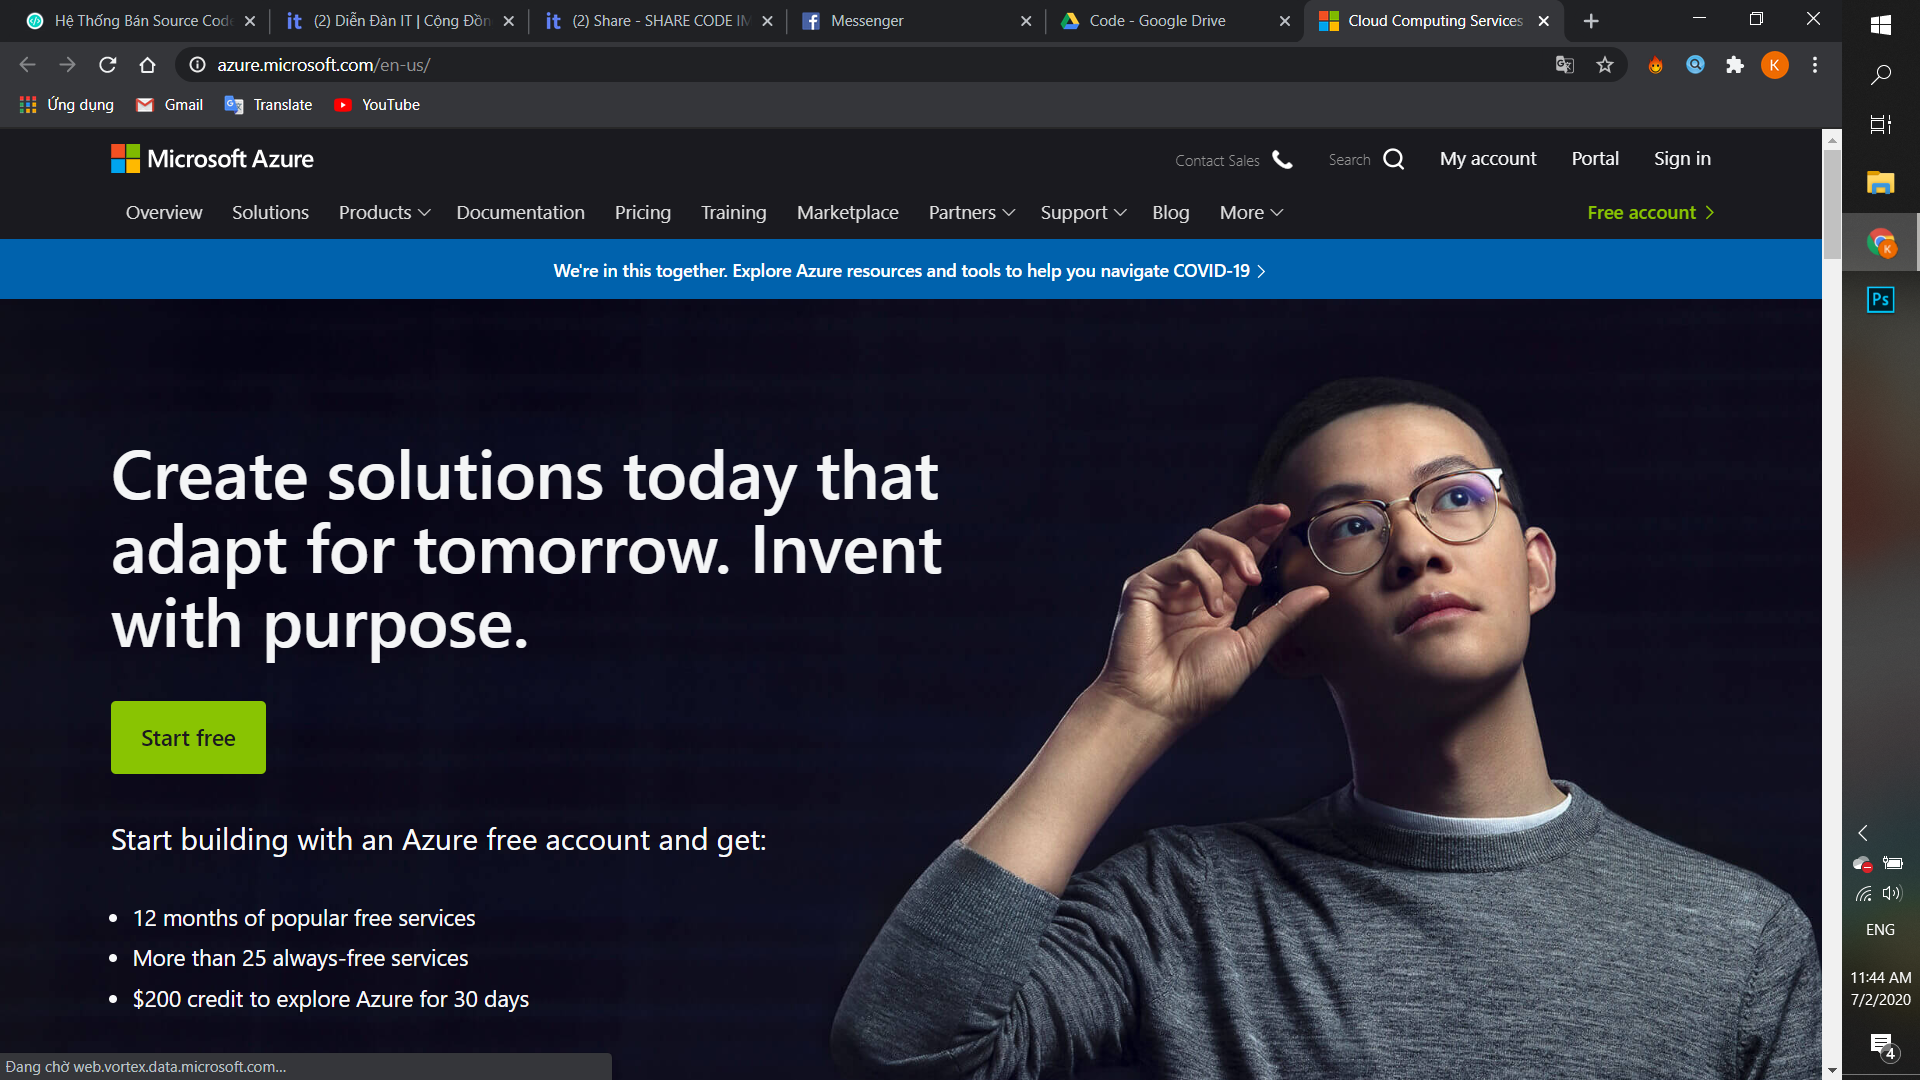 Hệ Thống Bán Source Code
(2) Diễn Đàn IT | Cộng Đồn
(2) Share - SHARE CODE IM
Messenger
Code - Google Drive
Cloud Computing Services
azure.microsoft.com/en-us/
K
Ứng dụng
Gmail
Translate
YouTube
Microsoft Azure
Contact Sales
Search
My account
Portal
Sign in
Overview
Solutions
Products
Documentation
Pricing
Training
Marketplace
Partners
Support
Blog
More
Free account
We're in this together. Explore Azure resources and tools to help you navigate COVID-19
Create solutions today that
adapt for tomorrow. Invent
with purpose.
Start free
Start building with an Azure free account and get:
12 months of popular free services
More than 25 always-free services
$200 credit to explore Azure for 30 days
Đang chờ web.vortex.data.microsoft.com...
K
Ps
ENG
11:44 AM
7/2/2020
4